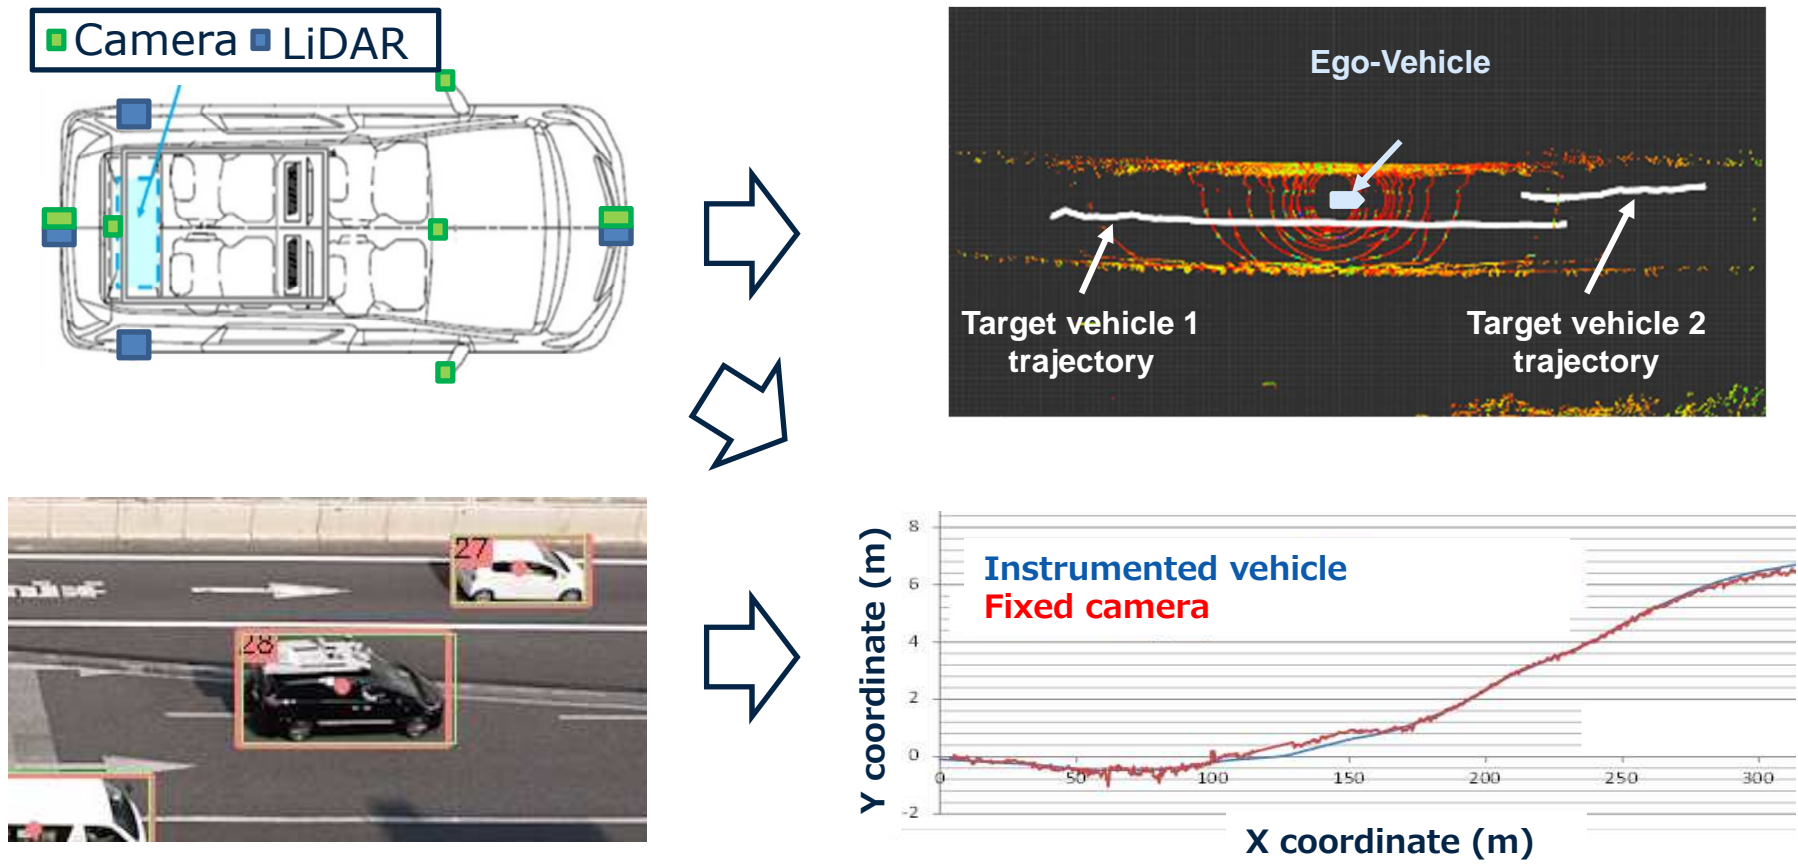 Camera LiDAR
Ego-Vehicle
Target vehicle 1
trajectory
Target vehicle 2
trajectory
27
28
Y coordinate (m)
8
6
4
2
0
-2
Instrumented vehicle
Fixed camera
0 50 100 150 200 250 300
X coordinate (m)